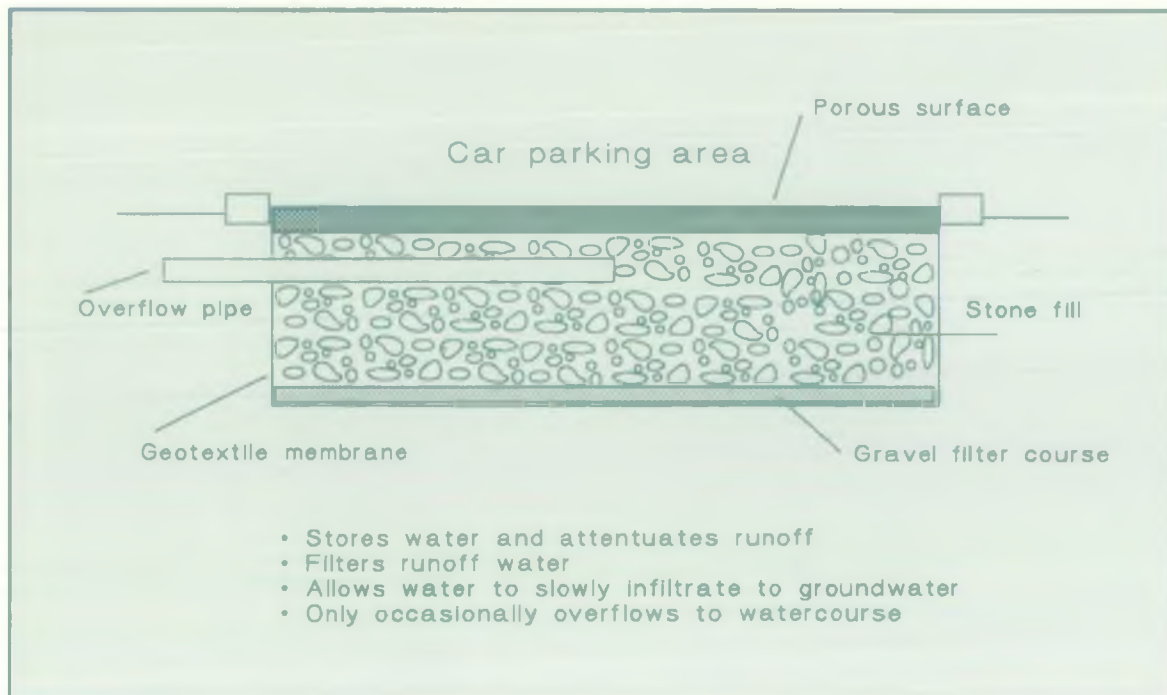 Porous surface
Car parking area
Overflow pipe
Stone fill
Geotextile membrane
Gravel filter course
• Stores water and attentuates runoff
• Filters runoff water
• Allows water to slowly infiltrate to groundwater
• Only occasionally overflows to watercourse